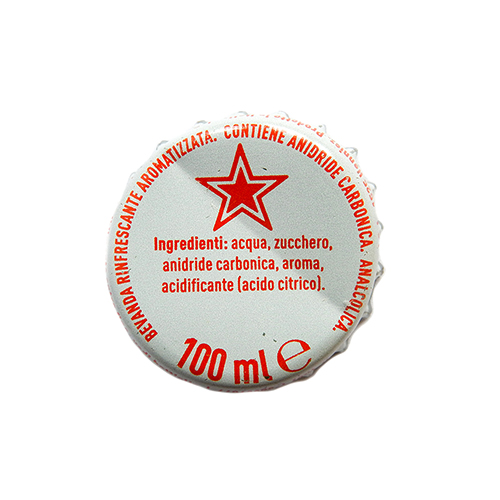 BEVANDA RINFRESCANTE AROMATIZZATA. CONTIENE ANIDRIDE CARBONICA. ANALCOLICA.
Ingredienti: acqua, zucchero,
anidride carbonica, aroma,
acidificante (acido citrico).
100 ml e